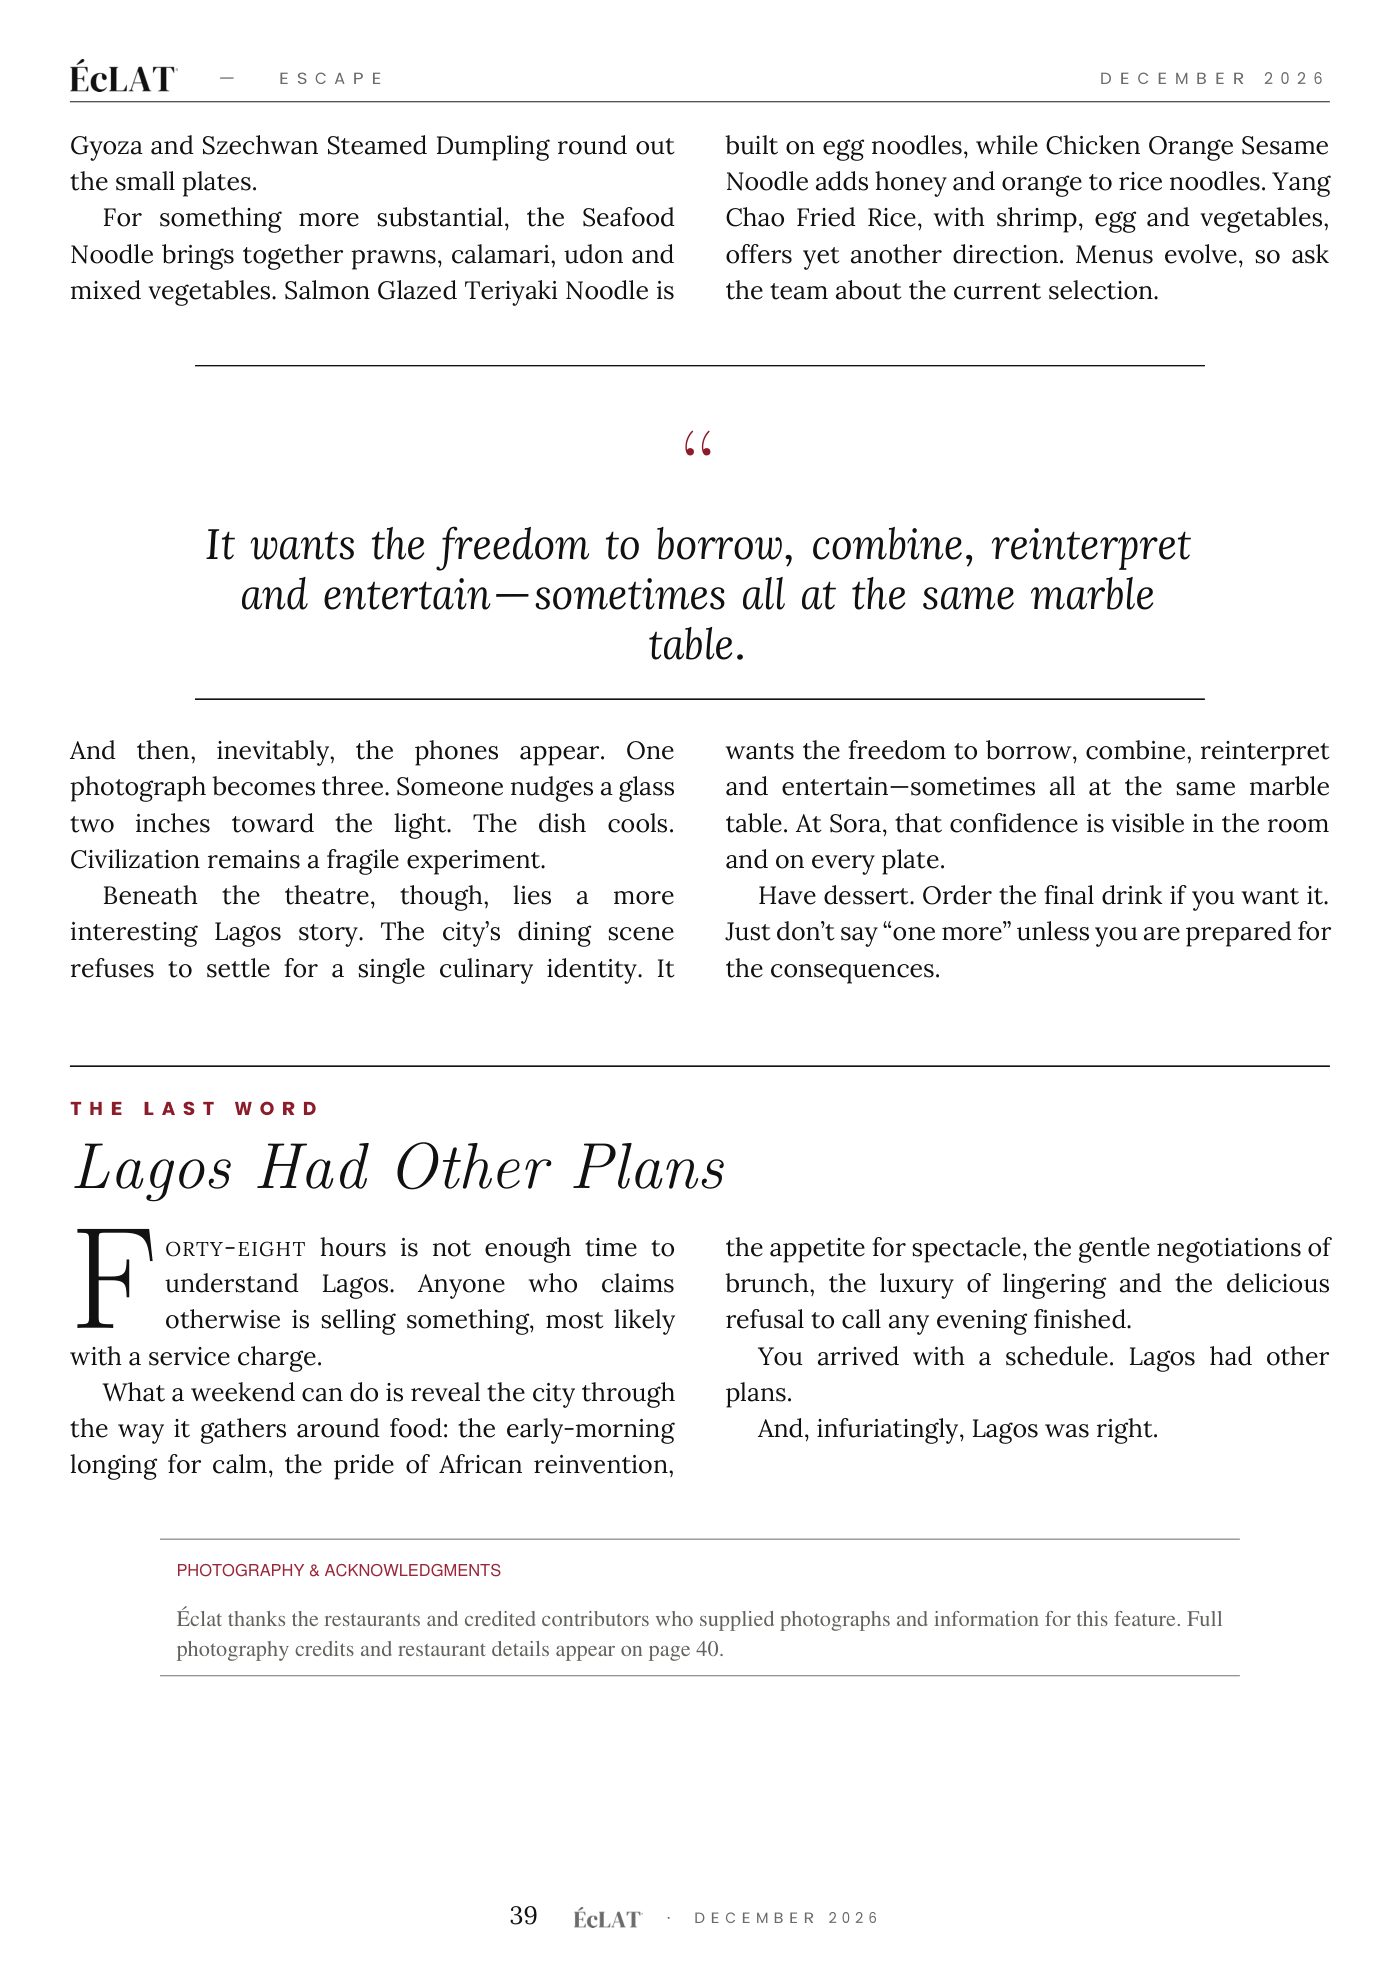 ÉcLAT — ESCAPE DECEMBER 2026
Gyoza and Szechwan Steamed Dumpling round out
the small plates.
For something more substantial, the Seafood
Noodle brings together prawns, calamari, udon and
mixed vegetables. Salmon Glazed Teriyaki Noodle is
built on egg noodles, while Chicken Orange Sesame
Noodle adds honey and orange to rice noodles. Yang
Chao Fried Rice, with shrimp, egg and vegetables,
offers yet another direction. Menus evolve, so ask
the team about the current selection.
“
It wants the freedom to borrow, combine, reinterpret
and entertain—sometimes all at the same marble
table.
And then, inevitably, the phones appear. One
photograph becomes three. Someone nudges a glass
two inches toward the light. The dish cools.
Civilization remains a fragile experiment.
Beneath the theatre, though, lies a more
interesting Lagos story. The city’s dining scene
refuses to settle for a single culinary identity. It
wants the freedom to borrow, combine, reinterpret
and entertain—sometimes all at the same marble
table. At Sora, that confidence is visible in the room
and on every plate.
Have dessert. Order the final drink if you want it.
Just don’t say “one more” unless you are prepared for
the consequences.
THE LAST WORD
Lagos Had Other Plans
FORTY-EIGHT hours is not enough time to
understand Lagos. Anyone who claims
otherwise is selling something, most likely
with a service charge.
What a weekend can do is reveal the city through
the way it gathers around food: the early-morning
longing for calm, the pride of African reinvention,
the appetite for spectacle, the gentle negotiations of
brunch, the luxury of lingering and the delicious
refusal to call any evening finished.
You arrived with a schedule. Lagos had other
plans.
And, infuriatingly, Lagos was right.
PHOTOGRAPHY & ACKNOWLEDGMENTS
Éclat thanks the restaurants and credited contributors who supplied photographs and information for this feature. Full
photography credits and restaurant details appear on page 40.
39 ÉcLAT · DECEMBER 2026